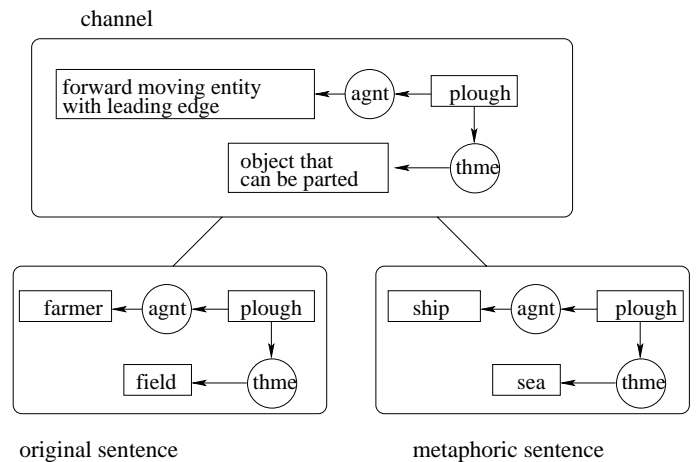 channel
forward moving entity
with leading edge
agnt
plough
object that
can be parted
thme
farmer
agnt
plough
field
thme
ship
agnt
plough
sea
thme
original sentence
metaphoric sentence